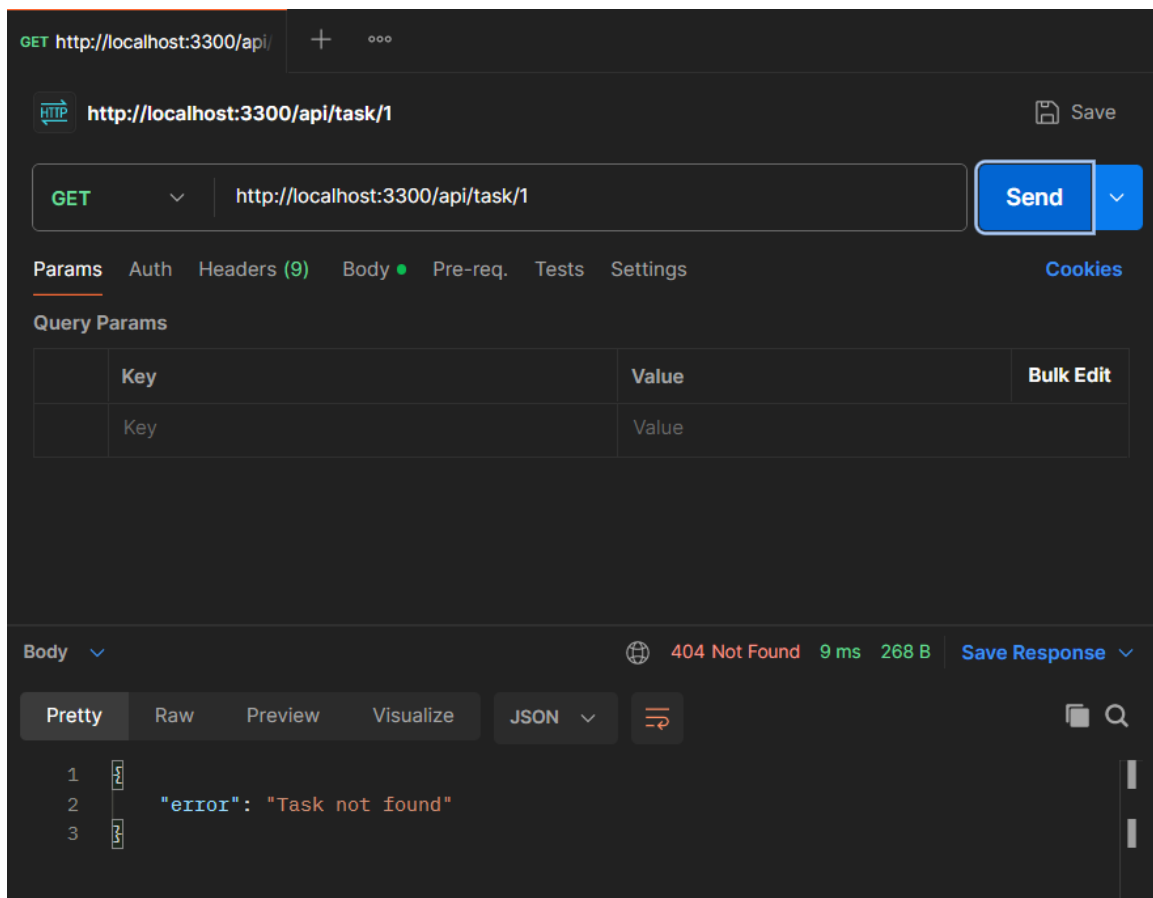 GET http://localhost:3300/api/
HTTP http://localhost:3300/api/task/1 Save
GET http://localhost:3300/api/task/1 Send
Params Auth Headers (9) Body Pre-req. Tests Settings Cookies
Query Params
Key Value Bulk Edit
Key Value
Body 404 Not Found 9 ms 268 B Save Response
Pretty Raw Preview Visualize JSON
1 {
2 "error": "Task not found"
3 }